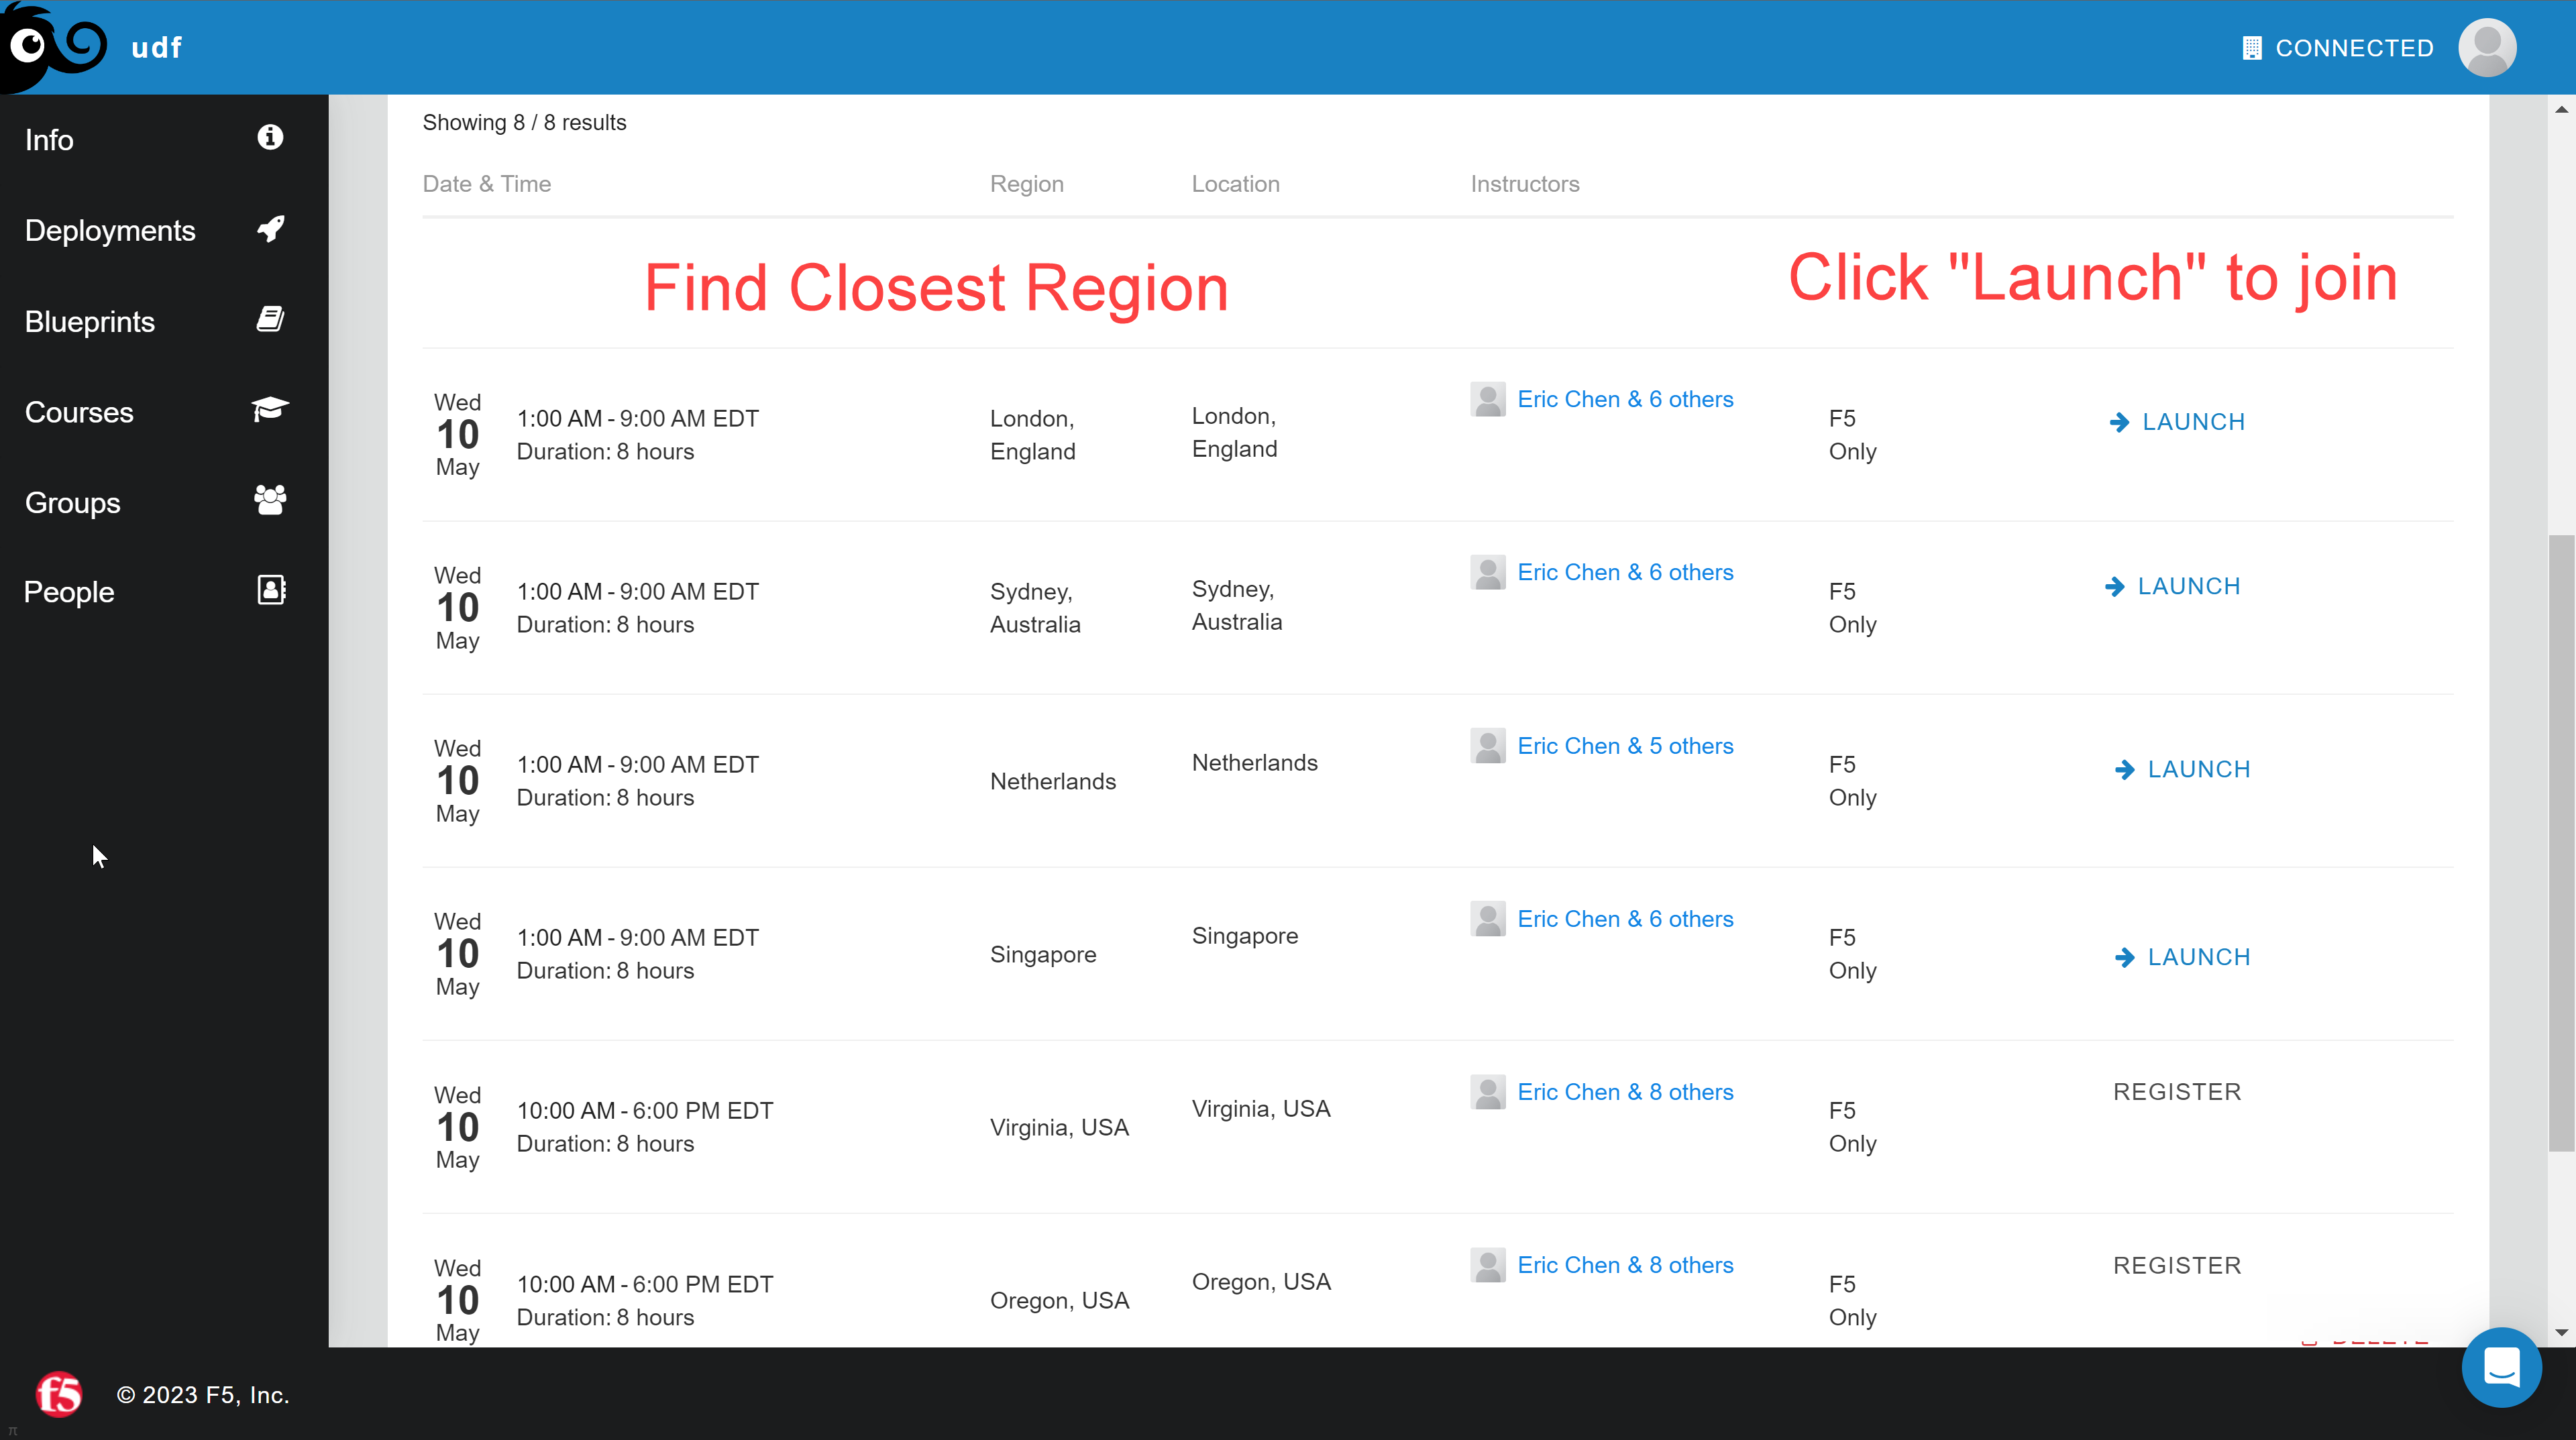 udf
CONNECTED
Info
Deployments
Blueprints
Courses
Groups
People
Showing 8 / 8 results
Date & Time Region Location Instructors
Find Closest Region
Click "Launch" to join
Wed
10
May
1:00 AM - 9:00 AM EDT
Duration: 8 hours
London,
England
London,
England
Eric Chen & 6 others
F5
Only
LAUNCH
Wed
10
May
1:00 AM - 9:00 AM EDT
Duration: 8 hours
Sydney,
Australia
Sydney,
Australia
Eric Chen & 6 others
F5
Only
LAUNCH
Wed
10
May
1:00 AM - 9:00 AM EDT
Duration: 8 hours
Netherlands
Netherlands
Eric Chen & 5 others
F5
Only
LAUNCH
Wed
10
May
1:00 AM - 9:00 AM EDT
Duration: 8 hours
Singapore
Singapore
Eric Chen & 6 others
F5
Only
LAUNCH
Wed
10
May
10:00 AM - 6:00 PM EDT
Duration: 8 hours
Virginia, USA
Virginia, USA
Eric Chen & 8 others
F5
Only
REGISTER
Wed
10
May
10:00 AM - 6:00 PM EDT
Duration: 8 hours
Oregon, USA
Oregon, USA
Eric Chen & 8 others
F5
Only
REGISTER
f5
© 2023 F5, Inc.
π